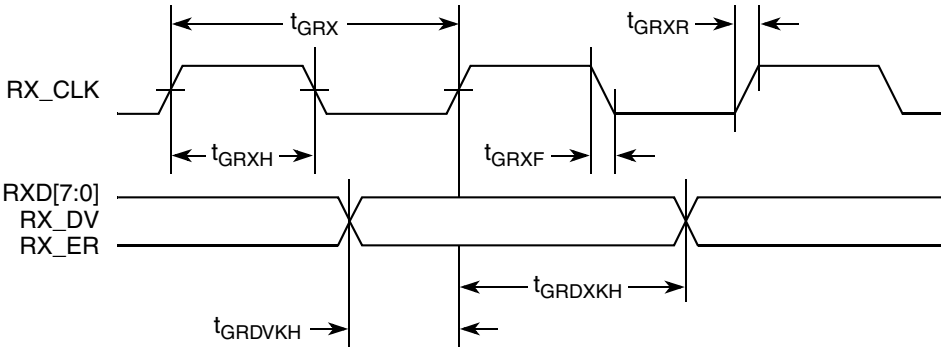 tGRX
tGRXR
RX_CLK
tGRXH
tGRXF
RXD[7:0]
RX_DV
RX_ER
tGRDXKH
tGRDVKH